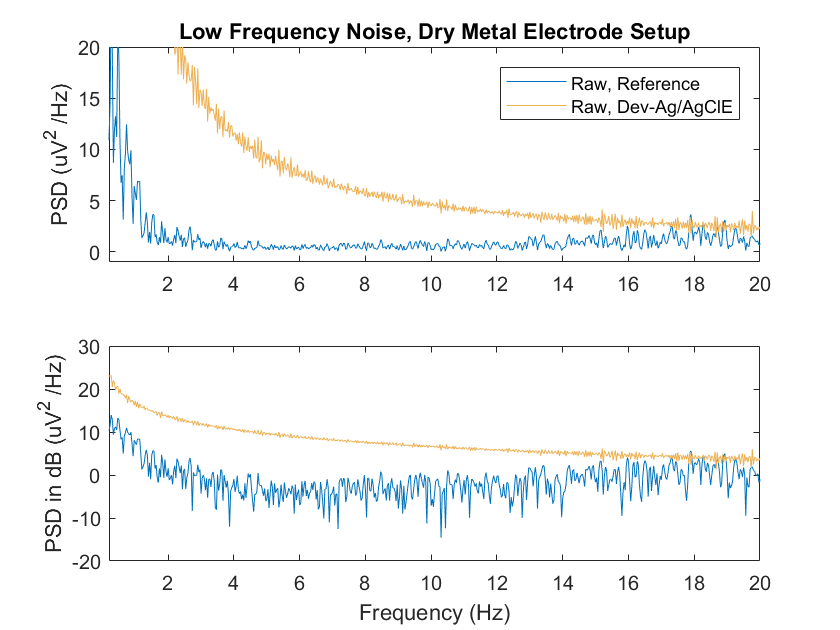 Low Frequency Noise, Dry Metal Electrode Setup
PSD (uV² /Hz)
20
15
10
5
0
Raw, Reference
Raw, Dev-Ag/AgClE
2 4 6 8 10 12 14 16 18 20
PSD in dB (uV² /Hz)
30
20
10
0
-10
-20
2 4 6 8 10 12 14 16 18 20
Frequency (Hz)